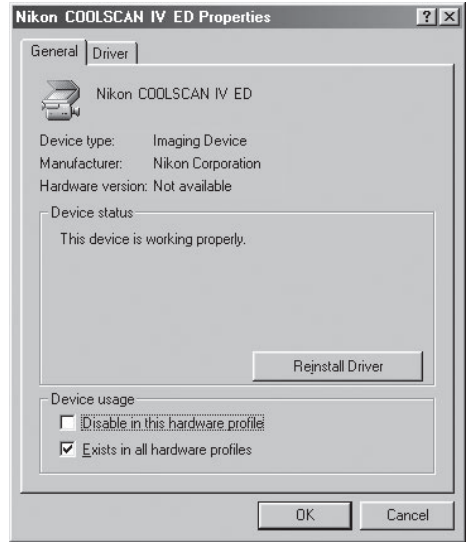 Nikon COOLSCAN IV ED Properties
General Driver
Nikon COOLSCAN IV ED
Device type: Imaging Device
Manufacturer: Nikon Corporation
Hardware version: Not available
Device status
This device is working properly.
Reinstall Driver
Device usage
Disable in this hardware profile
Exists in all hardware profiles
OK Cancel